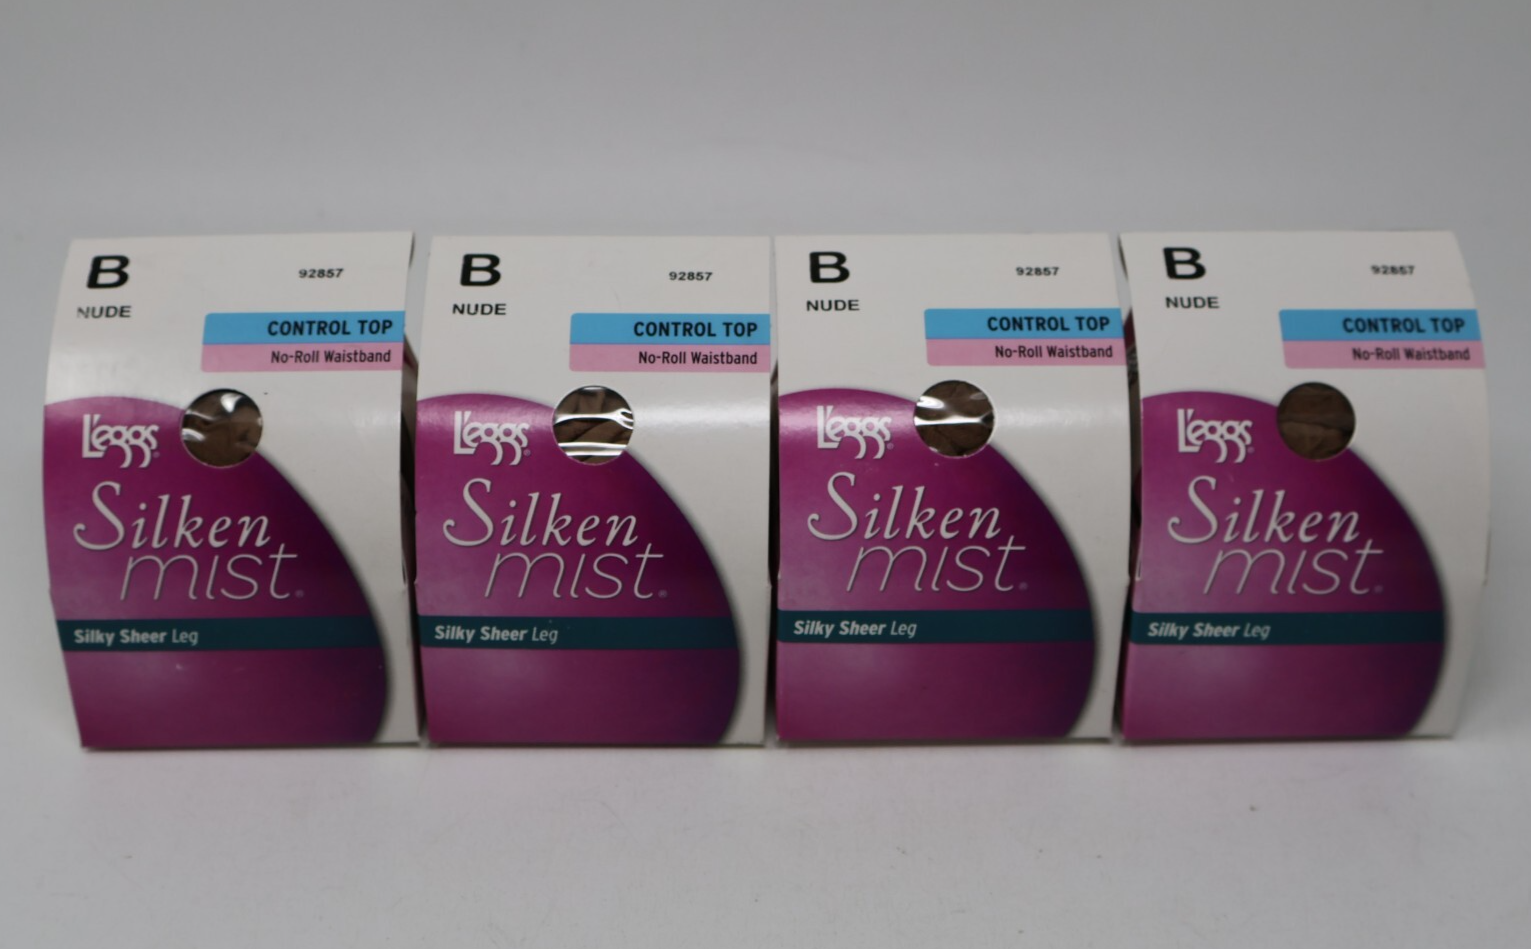 B
92857
NUDE
CONTROL TOP
No-Roll Waistband
L'eggs®
Silken
mist®
Silky Sheer Leg
B
92857
NUDE
CONTROL TOP
No-Roll Waistband
L'eggs®
Silken
mist®
Silky Sheer Leg
B
92857
NUDE
CONTROL TOP
No-Roll Waistband
L'eggs®
Silken
mist®
Silky Sheer Leg
B
92857
NUDE
CONTROL TOP
No-Roll Waistband
L'eggs®
Silken
mist®
Silky Sheer Leg